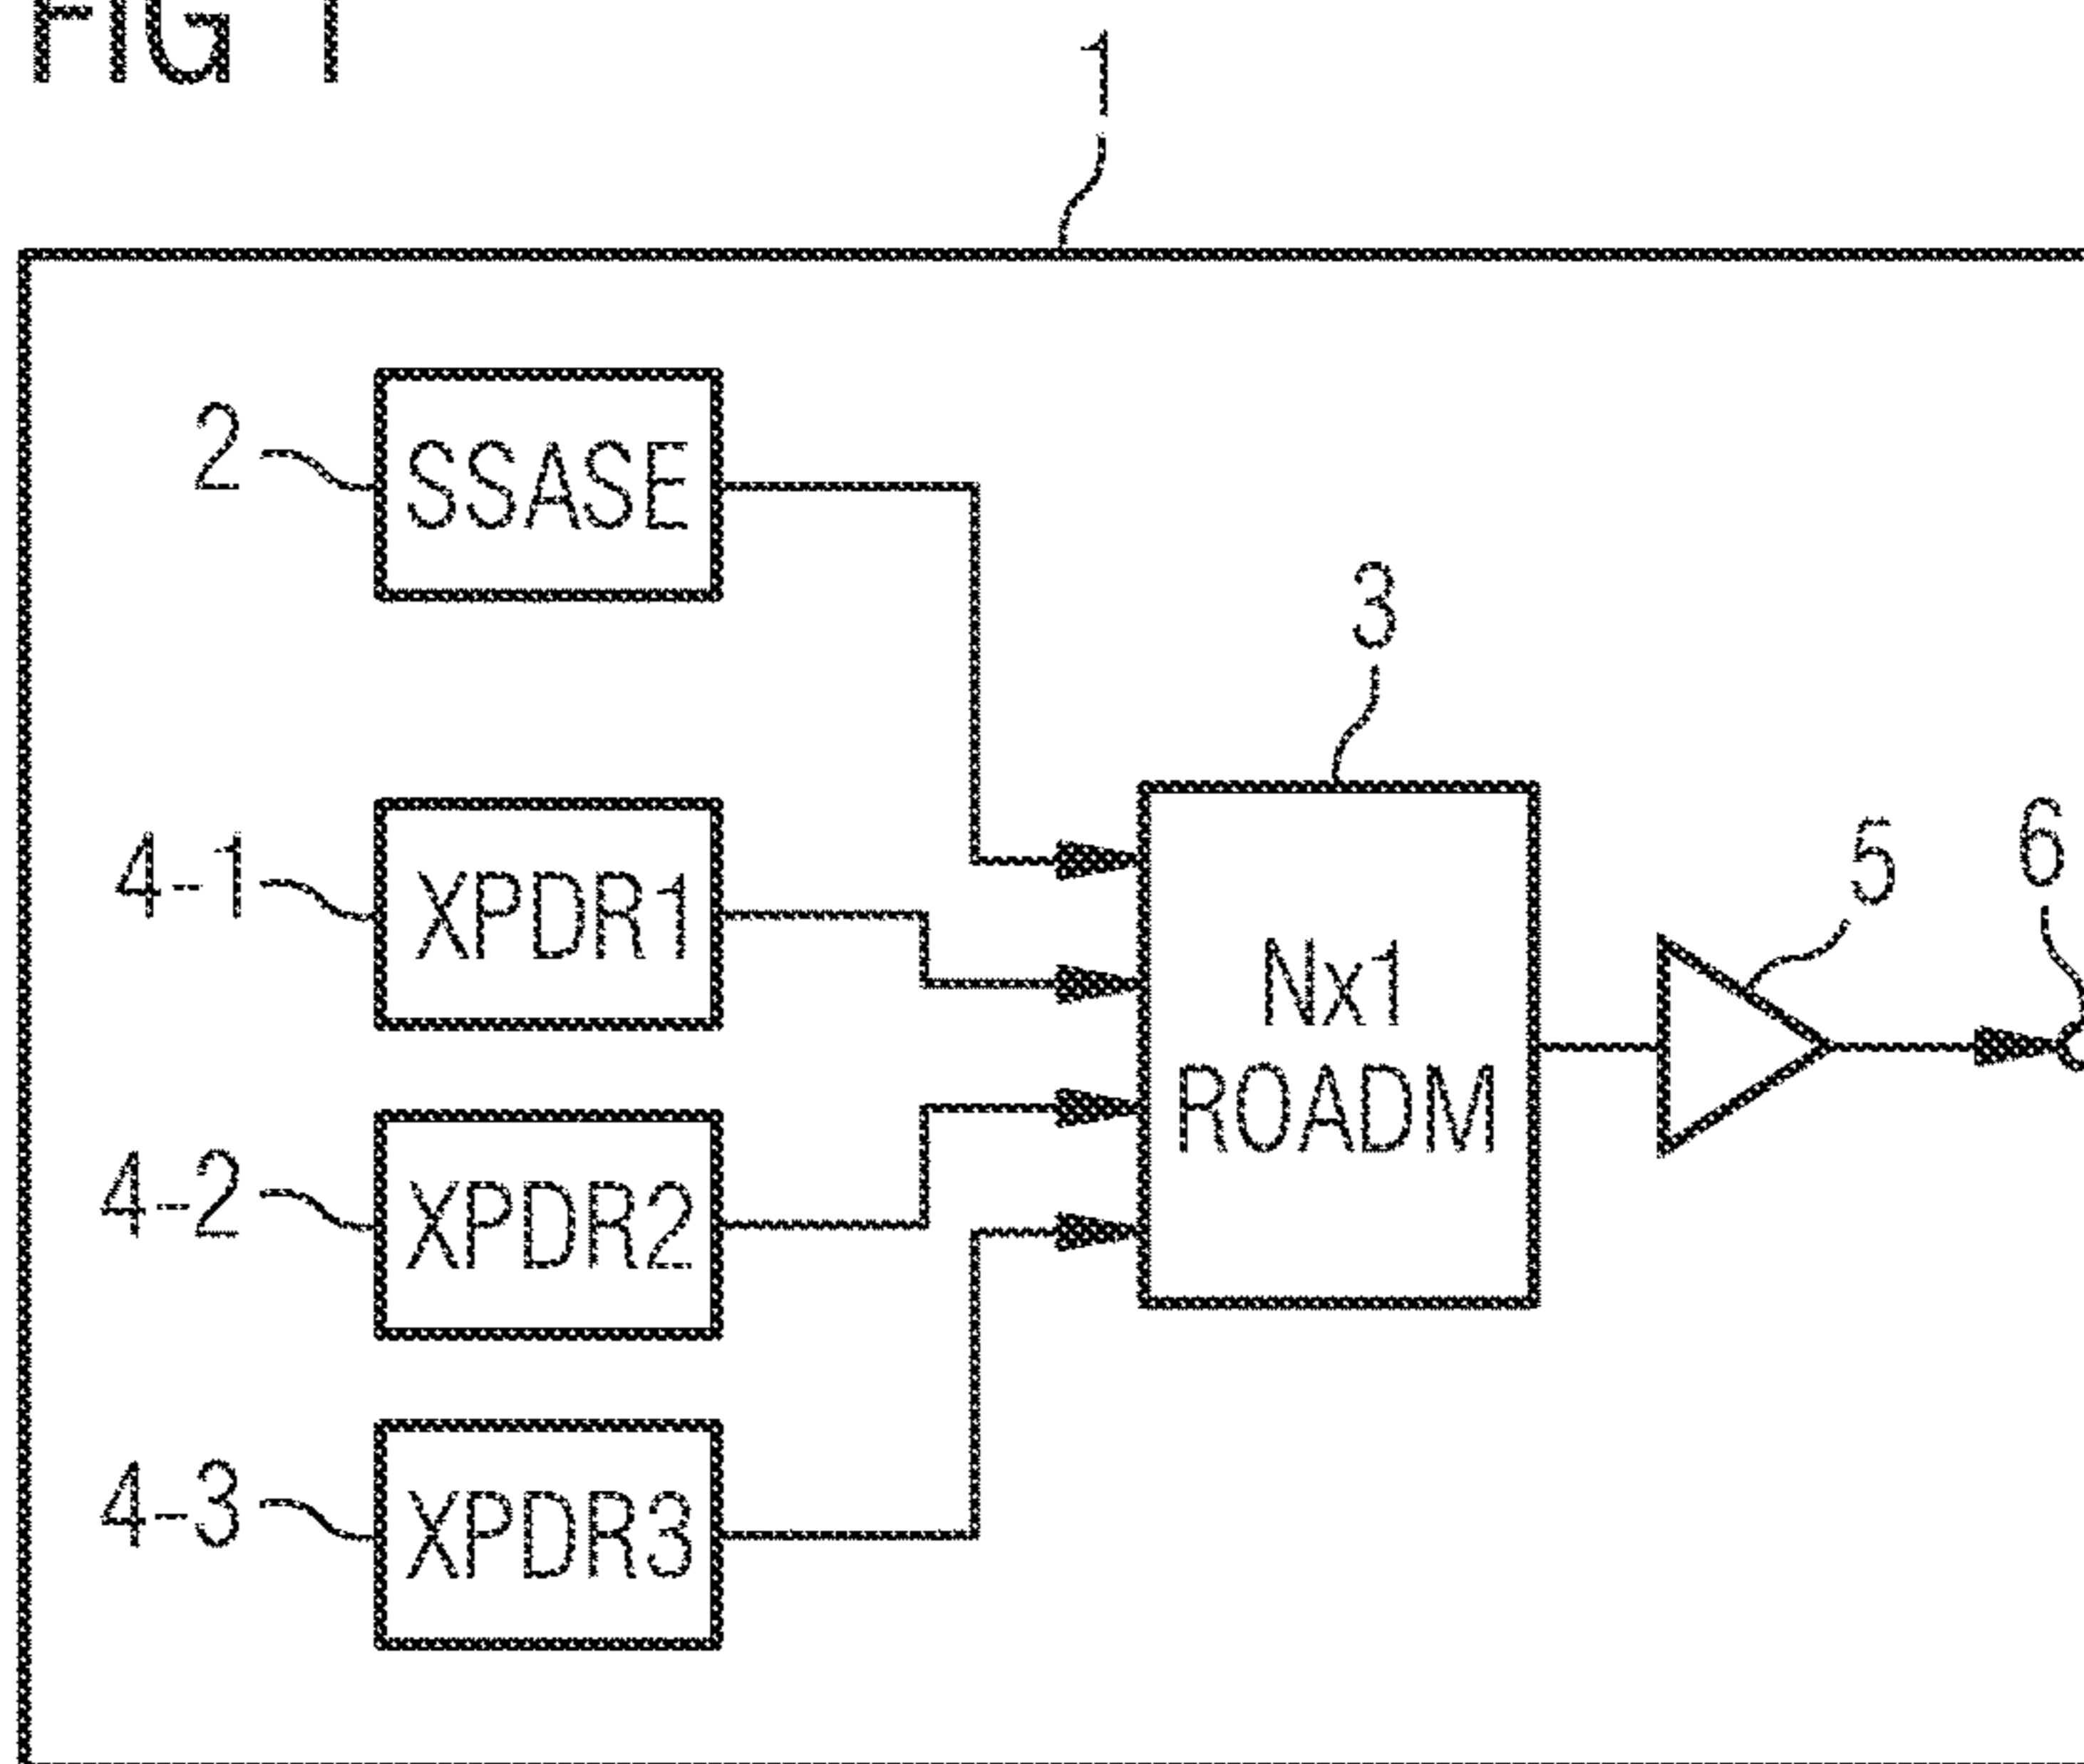 FIG 1
1
2
SSASE
3
4-1
XPDR1
5
6
Nx1
ROADM
4-2
XPDR2
4-3
XPDR3